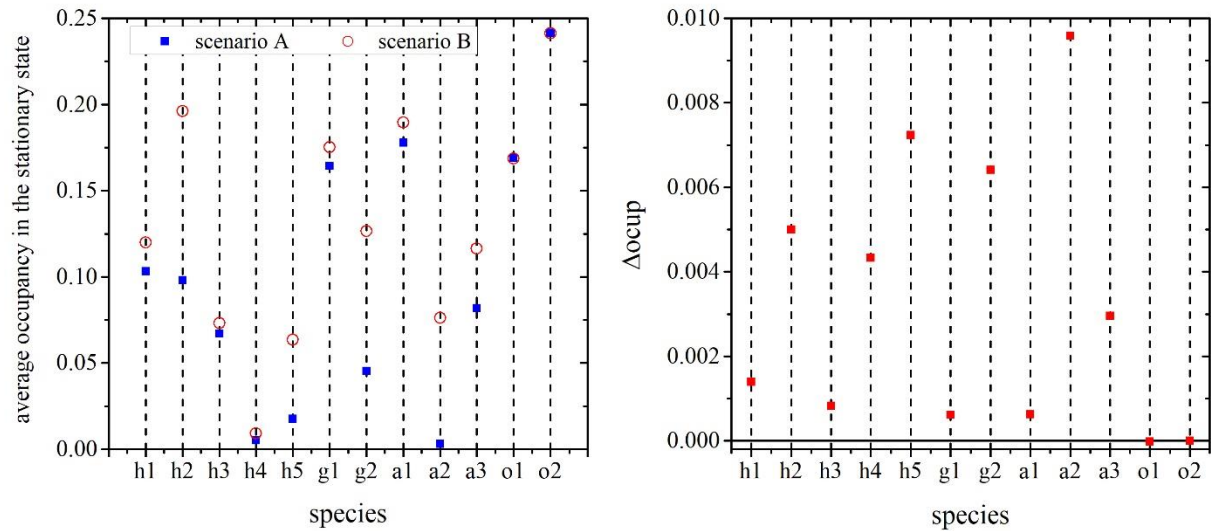 average occupancy in the stationary state
0.25
0.20
0.15
0.10
0.05
0.00
scenario A
scenario B
h1 h2 h3 h4 h5 g1 g2 a1 a2 a3 o1 o2
species
Δocup
0.010
0.008
0.006
0.004
0.002
0.000
h1 h2 h3 h4 h5 g1 g2 a1 a2 a3 o1 o2
species